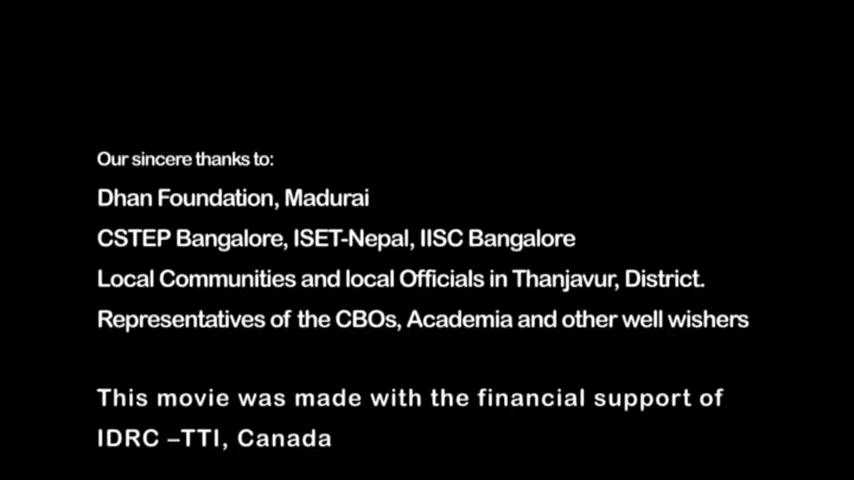 Our sincere thanks to:
Dhan Foundation, Madurai
CSTEP Bangalore, ISET-Nepal, IISC Bangalore
Local Communities and local Officials in Thanjavur, District.
Representatives of the CBOs, Academia and other well wishers
This movie was made with the financial support of
IDRC –TTI, Canada